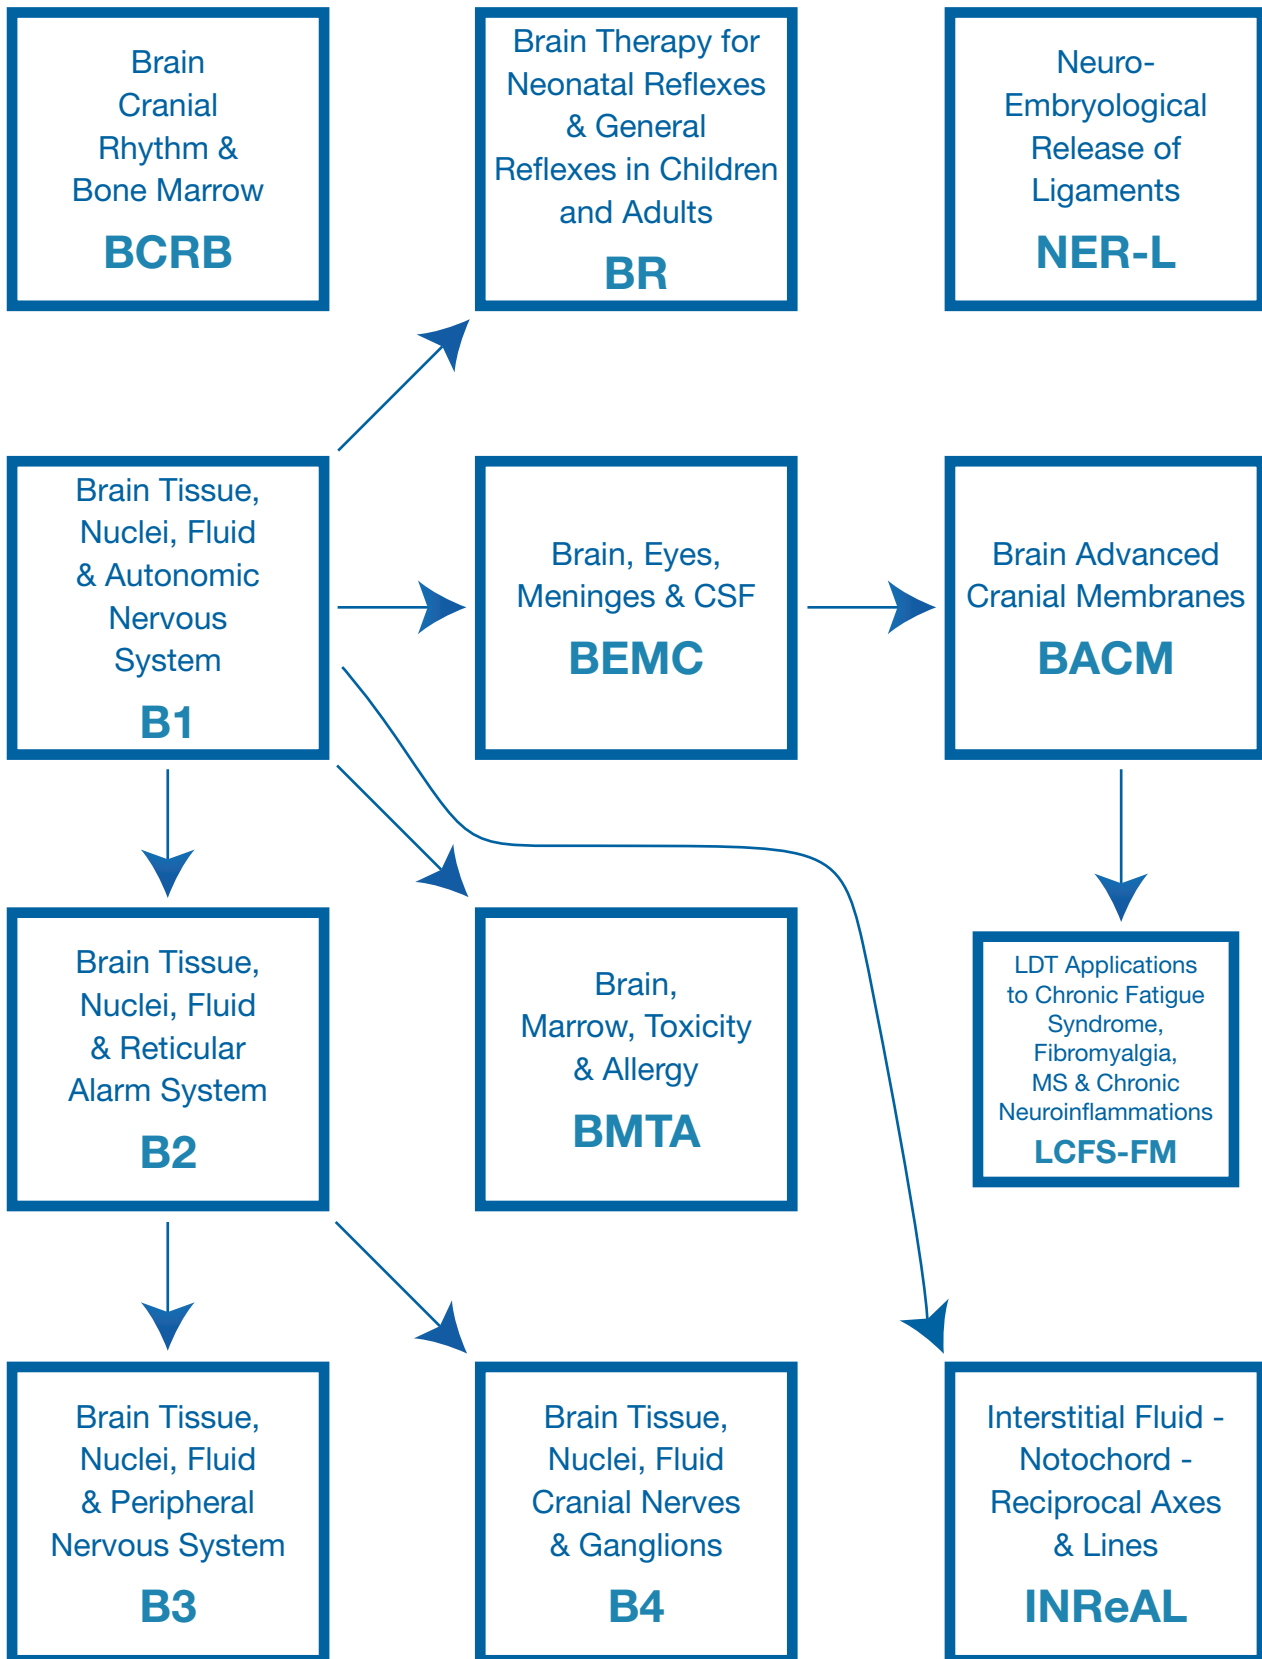 Brain
Cranial
Rhythm &
Bone Marrow
BCRB
Brain Therapy for
Neonatal Reflexes
& General
Reflexes in Children
and Adults
BR
Neuro-
Embryological
Release of
Ligaments
NER-L
Brain Tissue,
Nuclei, Fluid
& Autonomic
Nervous
System
B1
Brain, Eyes,
Meninges & CSF
BEMC
Brain Advanced
Cranial Membranes
BACM
Brain Tissue,
Nuclei, Fluid
& Reticular
Alarm System
B2
Brain,
Marrow, Toxicity
& Allergy
BMTA
LDT Applications
to Chronic Fatigue
Syndrome,
Fibromyalgia,
MS & Chronic
Neuroinflammations
LCFS-FM
Brain Tissue,
Nuclei, Fluid
& Peripheral
Nervous System
B3
Brain Tissue,
Nuclei, Fluid
Cranial Nerves
& Ganglions
B4
Interstitial Fluid -
Notochord -
Reciprocal Axes
& Lines
INReAL